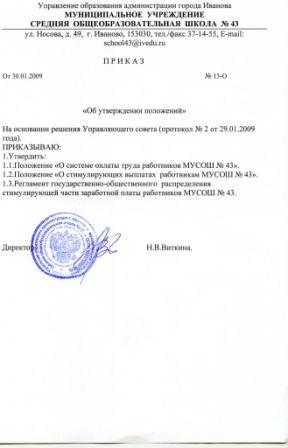 Управление образования администрации города Иванова
МУНИЦИПАЛЬНОЕ УЧРЕЖДЕНИЕ
СРЕДНЯЯ ОБЩЕОБРАЗОВАТЕЛЬНАЯ ШКОЛА № 43
ул. Носова, д. 49, г. Иваново, 153030, тел./факс 37-14-55, E-mail:
school43@ivedu.ru
П Р И К А З
От 30.01.2009 № 13-О
«Об утверждении положений»
На основании решения Управляющего совета (протокол № 2 от 29.01.2009
года).
ПРИКАЗЫВАЮ:
1.Утвердить:
1.1.Положение «О системе оплаты труда работников МУСОШ № 43».
1.2.Положение «О стимулирующих выплатах работникам МУСОШ № 43».
1.3.Регламент государственно-общественного распределения
стимулирующей части заработной платы работников МУСОШ № 43.
Директор Н.В.Виткина.